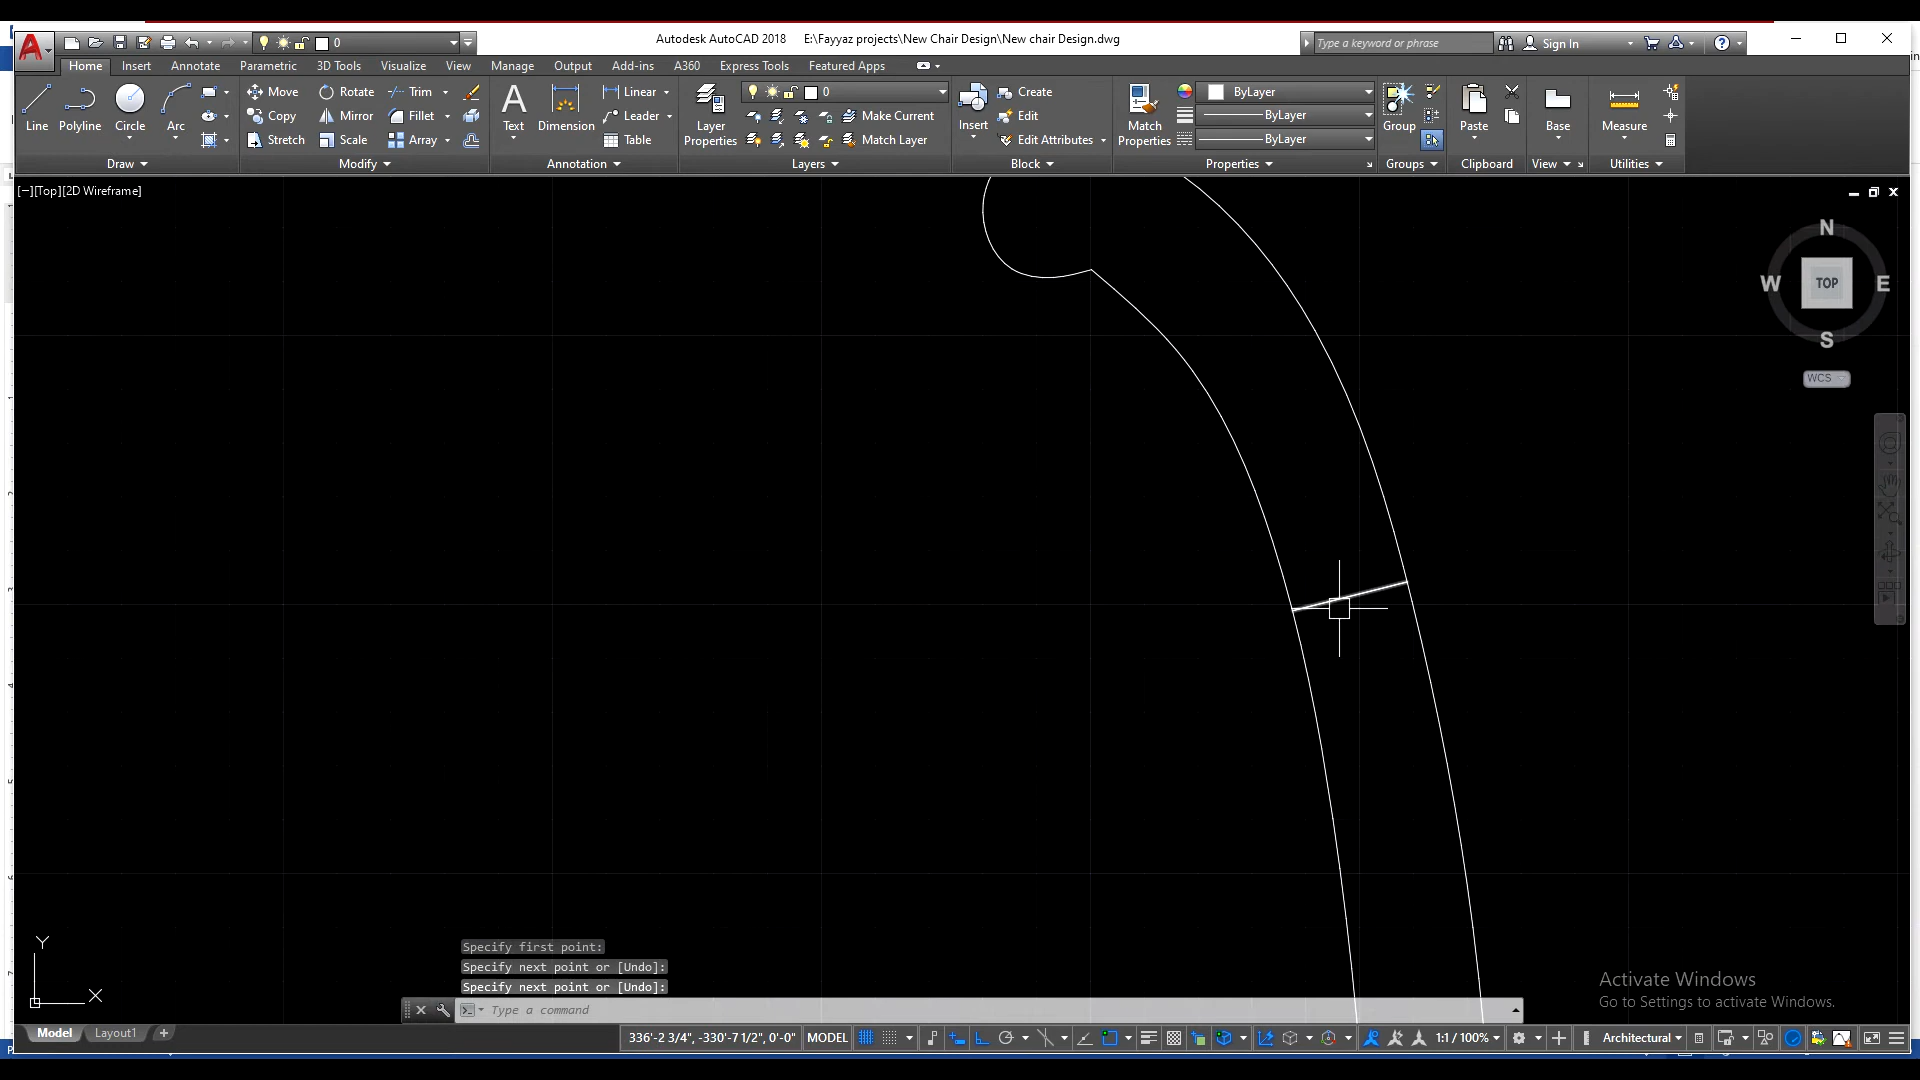 0
Autodesk AutoCAD 2018 E:\Fayyaz projects\New Chair Design\New chair Design.dwg
Type a keyword or phrase
Sign In
Home Insert Annotate Parametric 3D Tools Visualize View Manage Output Add-ins A360 Express Tools Featured Apps
Line Polyline Circle Arc
Move Rotate Trim
Copy Mirror Fillet
Stretch Scale Array
Text Dimension
Linear
Leader
Table
Layer Properties
0
Make Current
Match Layer
Insert
Create
Edit
Edit Attributes
Match Properties
ByLayer
ByLayer
ByLayer
Group
Paste
Base
Measure
Draw Modify Annotation Layers Block Properties Groups Clipboard View Utilities
[−][Top][2D Wireframe]
N
W TOP E
S
WCS
Y
X
Specify first point:
Specify next point or [Undo]:
Specify next point or [Undo]:
Type a command
Activate Windows
Go to Settings to activate Windows.
Model Layout1
336'-2 3/4", -330'-7 1/2", 0'-0" MODEL 1:1 / 100% Architectural